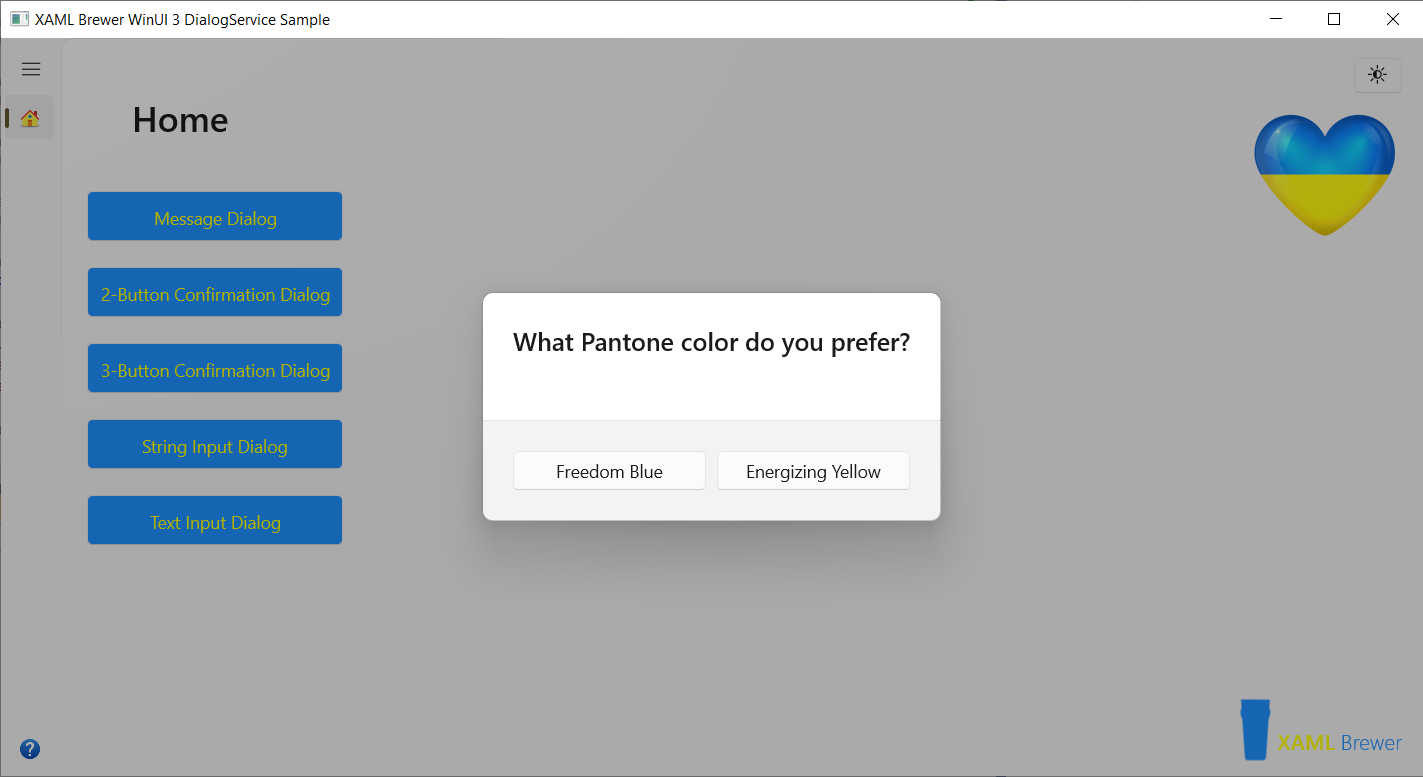 XAML Brewer WinUI 3 DialogService Sample
Home
Message Dialog
2-Button Confirmation Dialog
3-Button Confirmation Dialog
String Input Dialog
Text Input Dialog
What Pantone color do you prefer?
Freedom Blue
Energizing Yellow
?
XAML Brewer